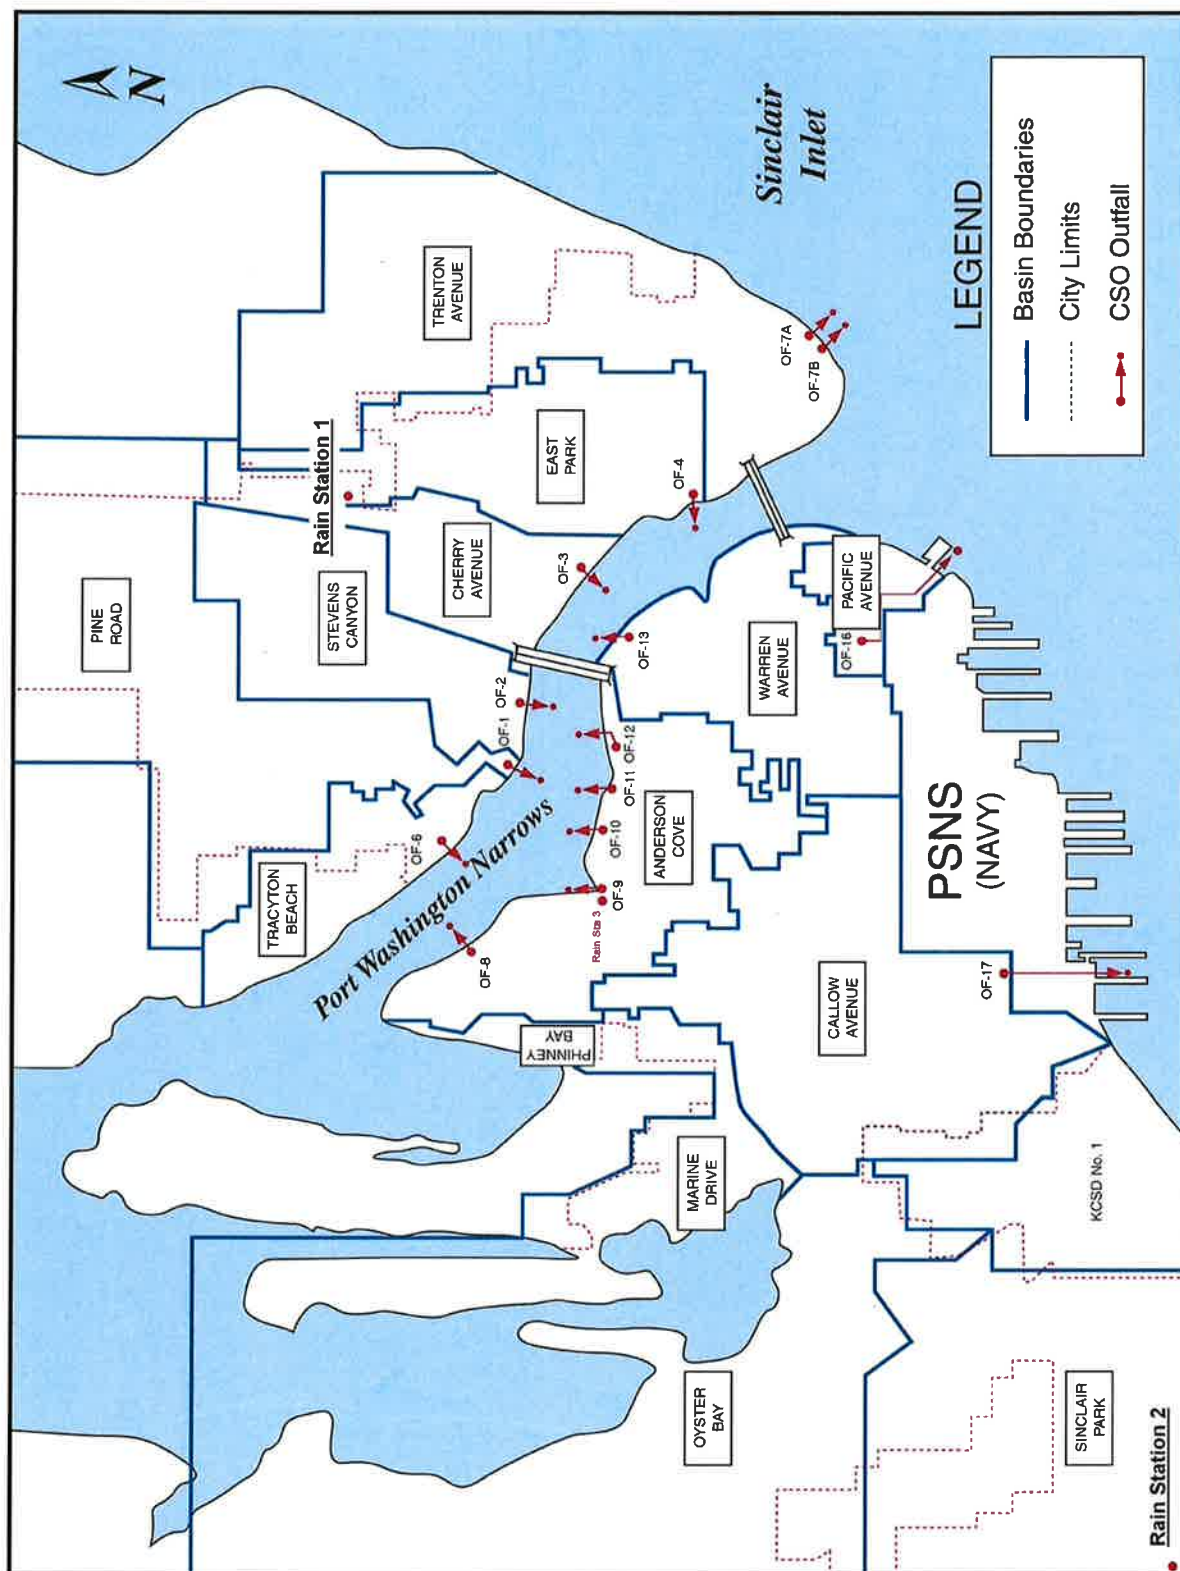 N
Sinclair
Inlet
TRENTON
AVENUE
OF-7A
OF-7B
EAST
PARK
OF-4
Rain Station 1
CHERRY
AVENUE
OF-3
PINE
ROAD
STEVENS
CANYON
OF-2
OF-1
OF-13
WARREN
AVENUE
PACIFIC
AVENUE
OF-16
OF-12
OF-11
OF-10
OF-9
Rain Sta 3
ANDERSON
COVE
OF-6
TRACYTON
BEACH
Port Washington Narrows
OF-8
PHINNEY
BAY
PSNS
(NAVY)
CALLOW
AVENUE
OF-17
MARINE
DRIVE
KCSD No. 1
OYSTER
BAY
SINCLAIR
PARK
Rain Station 2
LEGEND
Basin Boundaries
City Limits
CSO Outfall